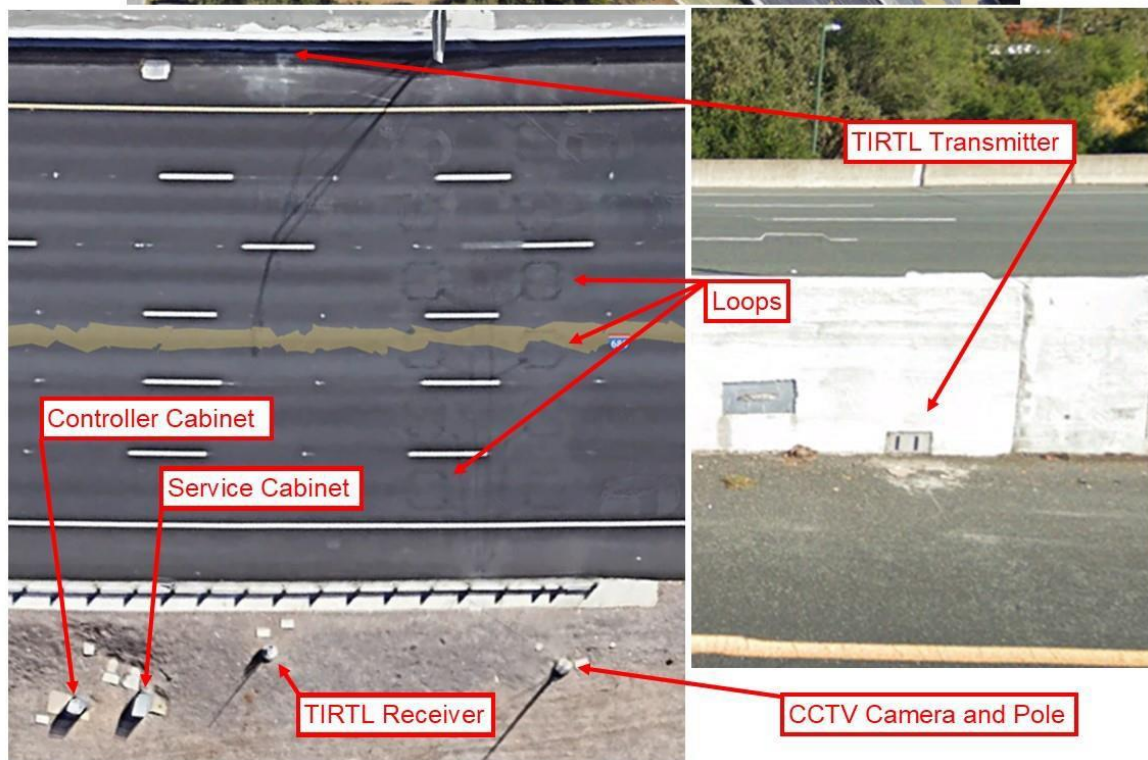 TIRTL Transmitter
Loops
Controller Cabinet
Service Cabinet
TIRTL Receiver
CCTV Camera and Pole